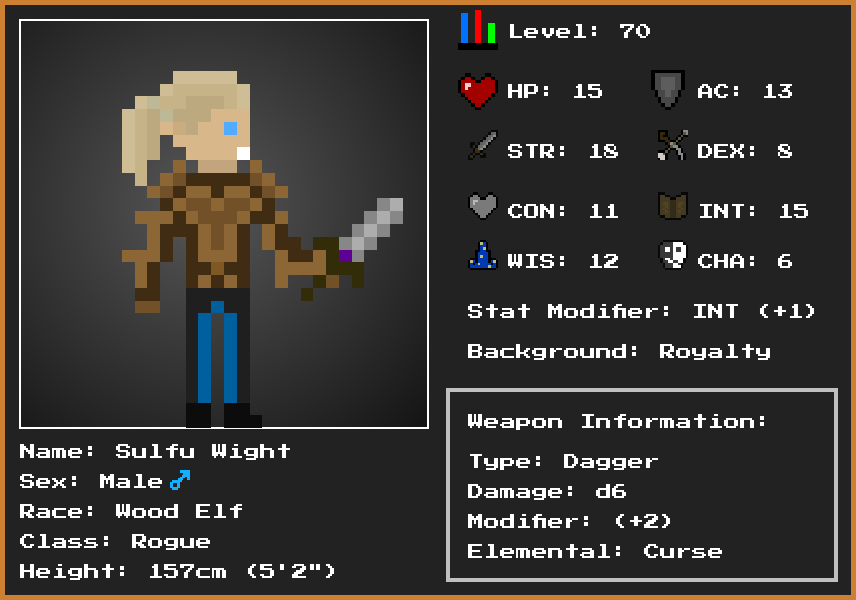 Level: 70
HP: 15
AC: 13
STR: 18
DEX: 8
CON: 11
INT: 15
WIS: 12
CHA: 6
Stat Modifier: INT (+1)
Background: Royalty
Weapon Information:
Type: Dagger
Damage: d6
Modifier: (+2)
Elemental: Curse
Name: Sulfu Wight
Sex: Male♂
Race: Wood Elf
Class: Rogue
Height: 157cm (5'2")